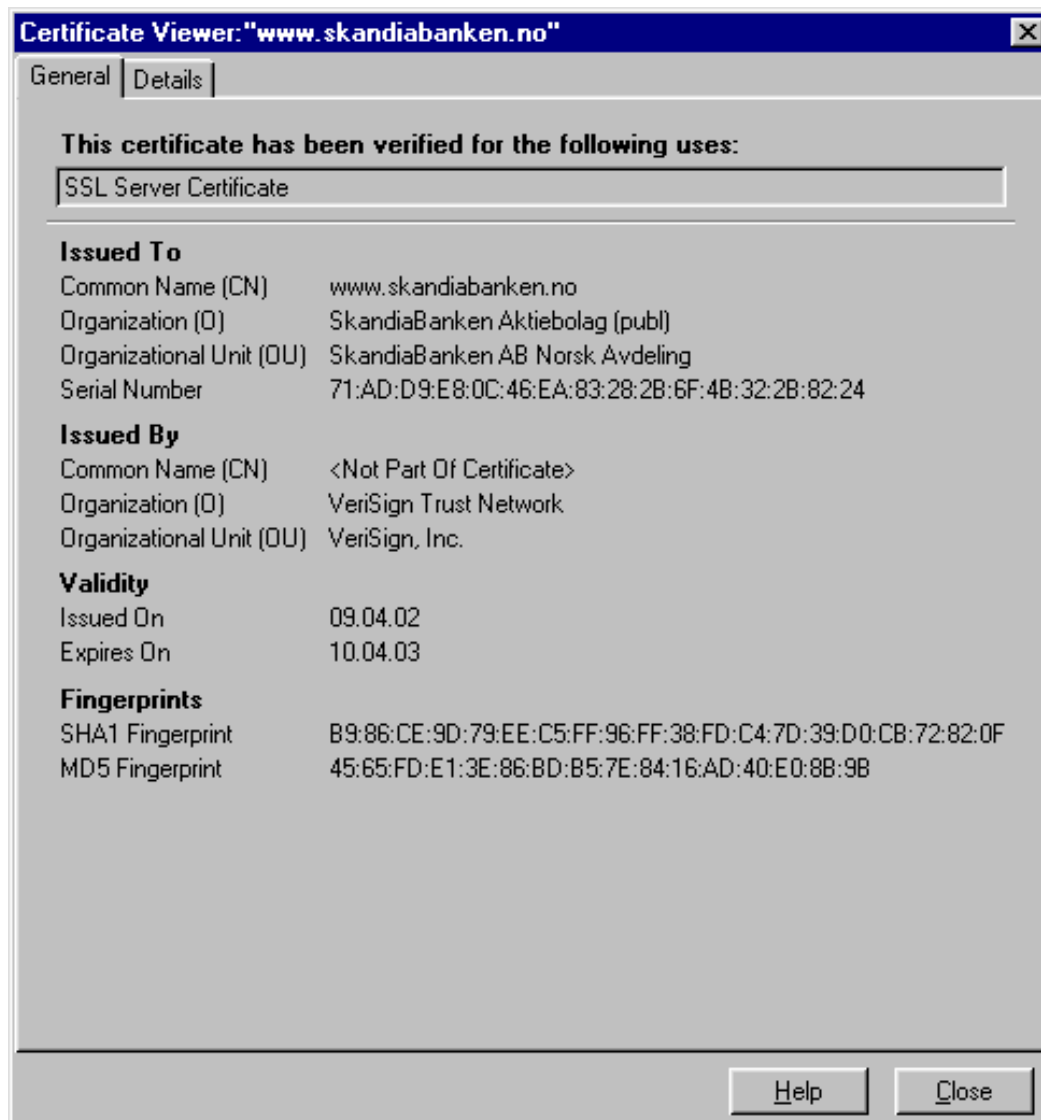 Certificate Viewer:"www.skandiabanken.no"
General Details
This certificate has been verified for the following uses:
SSL Server Certificate
Issued To
Common Name (CN) www.skandiabanken.no
Organization (O) SkandiaBanken Aktiebolag (publ)
Organizational Unit (OU) SkandiaBanken AB Norsk Avdeling
Serial Number 71:AD:D9:E8:0C:46:EA:83:28:2B:6F:4B:32:2B:82:24
Issued By
Common Name (CN) <Not Part Of Certificate>
Organization (O) VeriSign Trust Network
Organizational Unit (OU) VeriSign, Inc.
Validity
Issued On 09.04.02
Expires On 10.04.03
Fingerprints
SHA1 Fingerprint B9:86:CE:9D:79:EE:C5:FF:96:FF:38:FD:C4:7D:39:D0:CB:72:82:0F
MD5 Fingerprint 45:65:FD:E1:3E:86:BD:B5:7E:84:16:AD:40:E0:8B:9B
Help Close